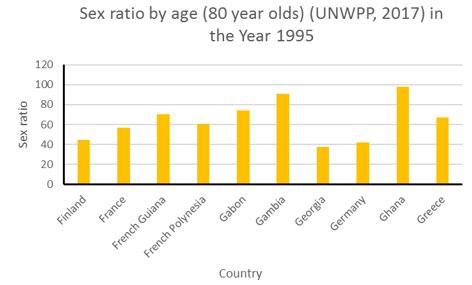 Sex ratio by age (80 year olds) (UNWPP, 2017) in
the Year 1995
120
100
80
60
40
20
0
Sex ratio
Finland
France
French Guiana
French Polynesia
Gabon
Gambia
Georgia
Germany
Ghana
Greece
Country